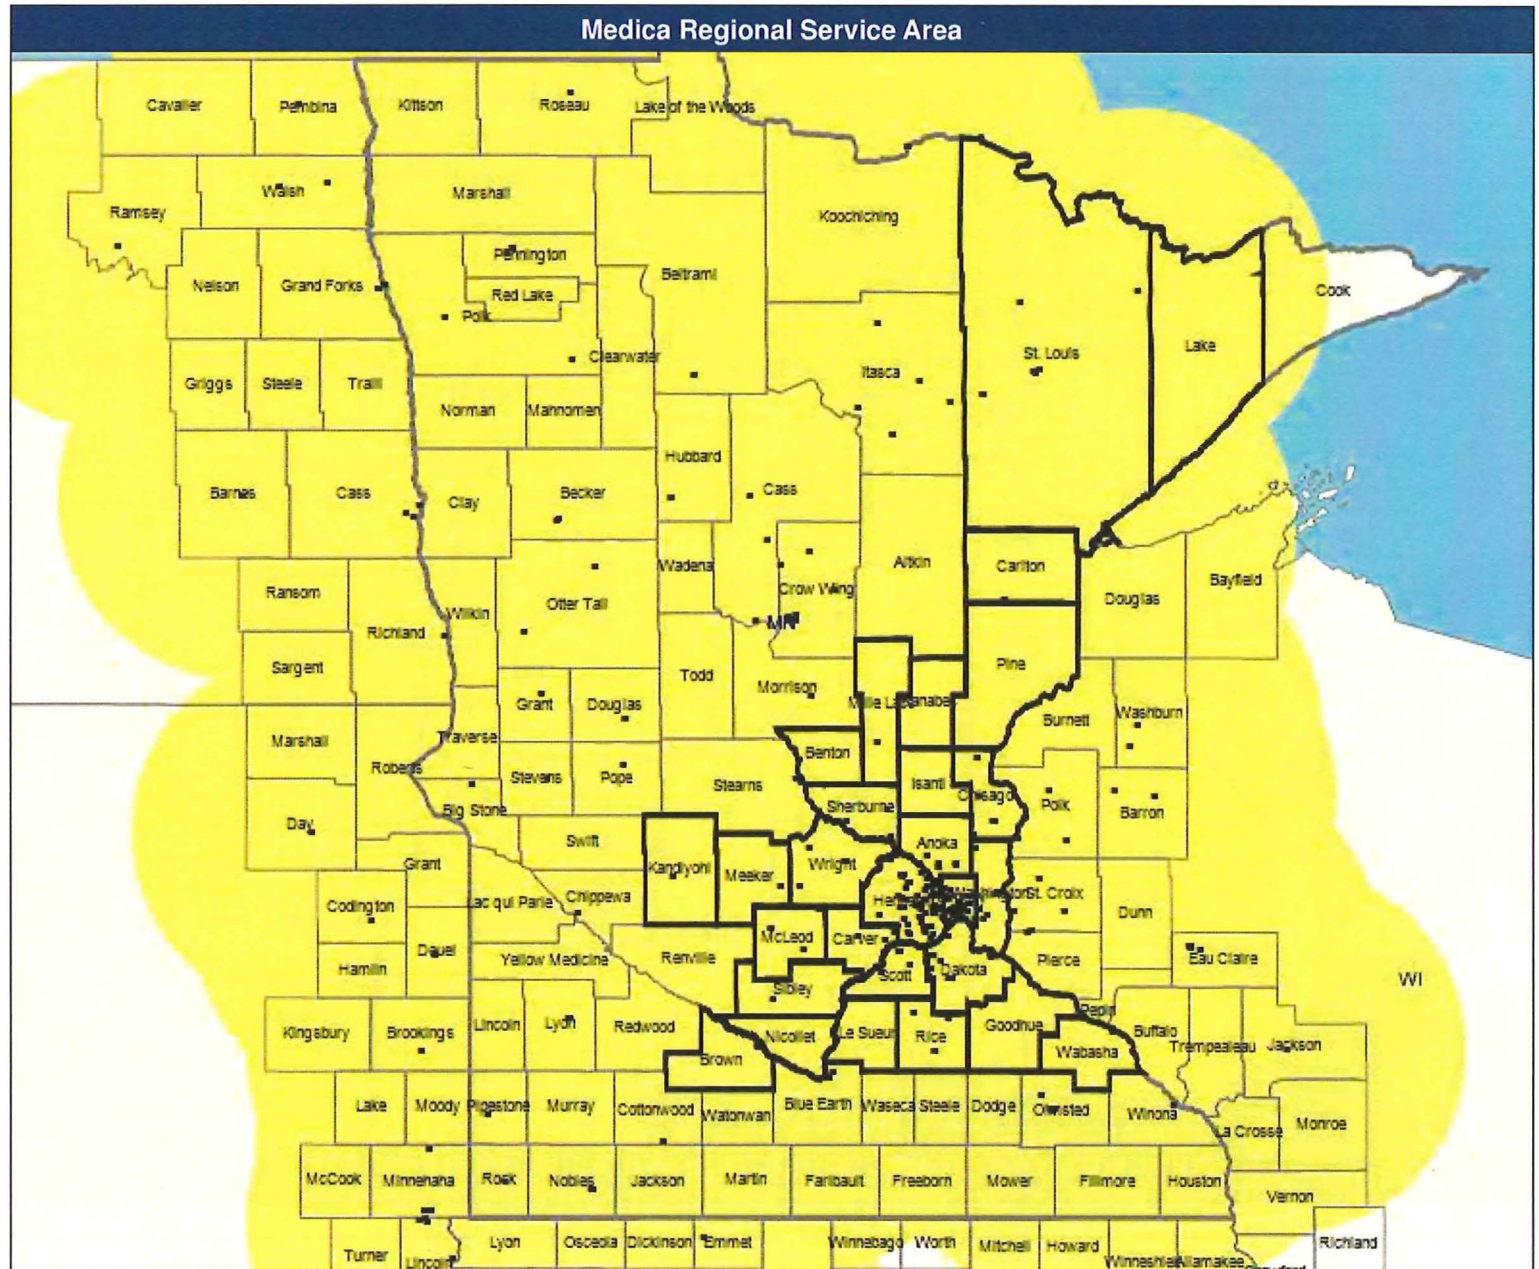 Medica Regional Service Area
Cavalier
Pembina
Kittson
Roseau
Lake of the Woods
Walsh
Marshall
Ramsey
Koochiching
Pennington
Nelson
Grand Forks
Beltrami
Red Lake
Cook
Polk
Clearwater
St. Louis
Lake
Itasca
Griggs
Steele
Traill
Norman
Mahnomen
Hubbard
Barnes
Cass
Clay
Becker
Cass
Aitkin
Wadena
Carlton
Bayfield
Ransom
Crow Wing
Douglas
Otter Tail
Wilkin
MN
Richland
Sargent
Todd
Pine
Morrison
Grant
Douglas
Mille Lacs
Kanabec
Washburn
Burnett
Marshall
Traverse
Benton
Roberts
Stevens
Pope
Stearns
Isanti
Chisago
Polk
Big Stone
Sherburne
Barron
Day
Swift
Anoka
Grant
Kandiyohi
Meeker
Wright
Washington
St. Croix
Codington
Lac qui Parle
Chippewa
Dunn
McLeod
Carver
Deuel
Yellow Medicine
Renville
Pierce
Eau Claire
Hamlin
Scott
Dakota
WI
Sibley
Pepin
Kingsbury
Brookings
Lincoln
Lyon
Redwood
Nicollet
Le Sueur
Rice
Goodhue
Buffalo
Trempealeau
Jackson
Brown
Wabasha
Lake
Moody
Pipestone
Murray
Cottonwood
Watonwan
Blue Earth
Waseca
Steele
Dodge
Olmsted
Winona
La Crosse
Monroe
McCook
Minnehaha
Rock
Nobles
Jackson
Martin
Faribault
Freeborn
Mower
Fillmore
Houston
Vernon
Turner
Lincoln
Lyon
Osceola
Dickinson
Emmet
Winnebago
Worth
Mitchell
Howard
Winneshiek
Allamakee
Richland